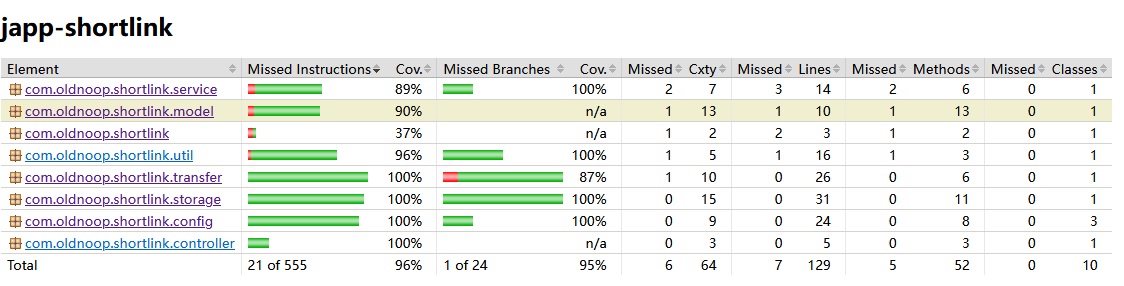 japp-shortlink
Element Missed Instructions Cov. Missed Branches Cov. Missed Cxty Missed Lines Missed Methods Missed Classes
com.oldnoop.shortlink.service 89% 100% 2 7 3 14 2 6 0 1
com.oldnoop.shortlink.model 90% n/a 1 13 1 10 1 13 0 1
com.oldnoop.shortlink 37% n/a 1 2 2 3 1 2 0 1
com.oldnoop.shortlink.util 96% 100% 1 5 1 16 1 3 0 1
com.oldnoop.shortlink.transfer 100% 87% 1 10 0 26 0 6 0 1
com.oldnoop.shortlink.storage 100% 100% 0 15 0 31 0 11 0 1
com.oldnoop.shortlink.config 100% 100% 0 9 0 24 0 8 0 3
com.oldnoop.shortlink.controller 100% n/a 0 3 0 5 0 3 0 1
Total 21 of 555 96% 1 of 24 95% 6 64 7 129 5 52 0 10